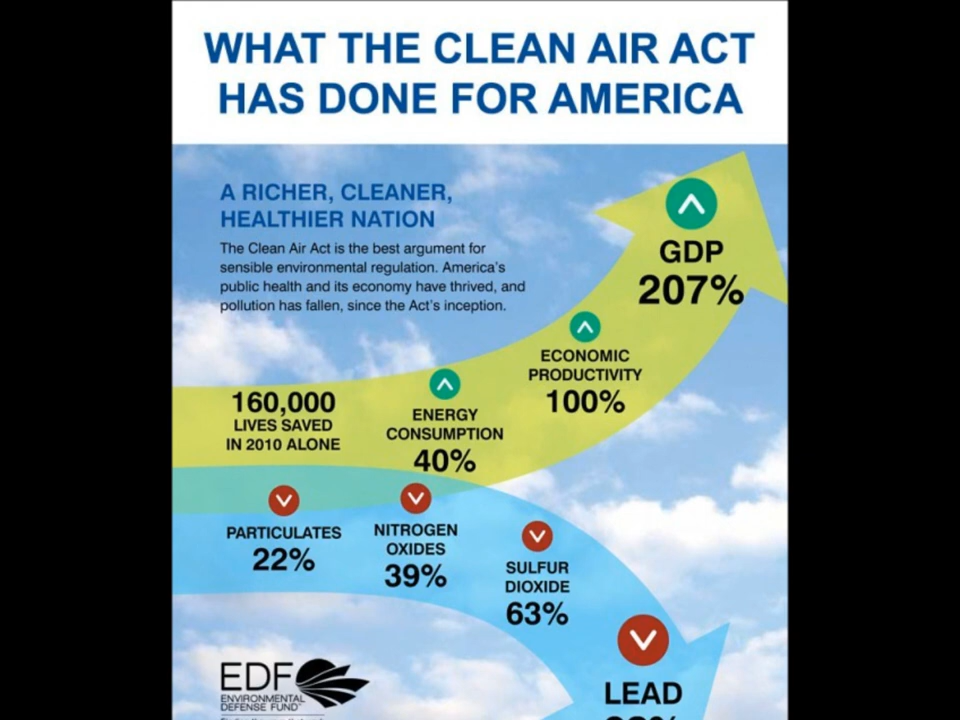 WHAT THE CLEAN AIR ACT
HAS DONE FOR AMERICA
A RICHER, CLEANER,
HEALTHIER NATION
The Clean Air Act is the best argument for
sensible environmental regulation. America's
public health and its economy have thrived, and
pollution has fallen, since the Act's inception.
GDP
207%
ECONOMIC
PRODUCTIVITY
100%
ENERGY
CONSUMPTION
40%
160,000
LIVES SAVED
IN 2010 ALONE
PARTICULATES
22%
NITROGEN
OXIDES
39%
SULFUR
DIOXIDE
63%
LEAD
EDF
ENVIRONMENTAL
DEFENSE FUND™